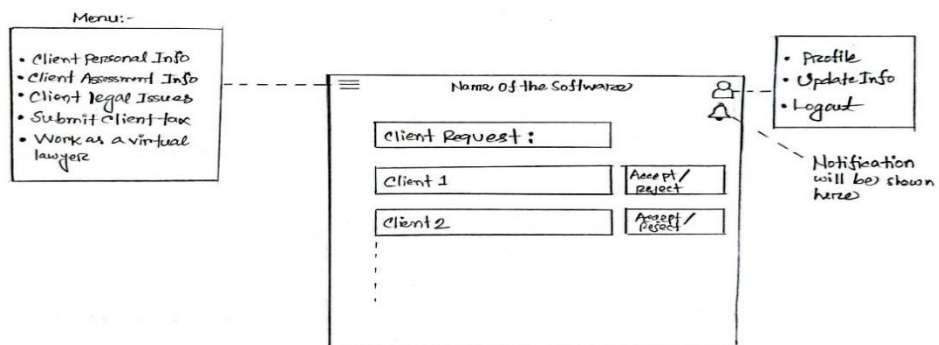 Menu:-
• Client Personal Info
• Client Assessment Info
• Client legal Issues
• Submit Client tax
• Work as a virtual
lawyer
Name Of the Software
Client Request :
Client 1
Accept/
Reject
Client 2
Accept/
Reject
• Profile
• Update Info
• Logout
Notification
will be shown
here